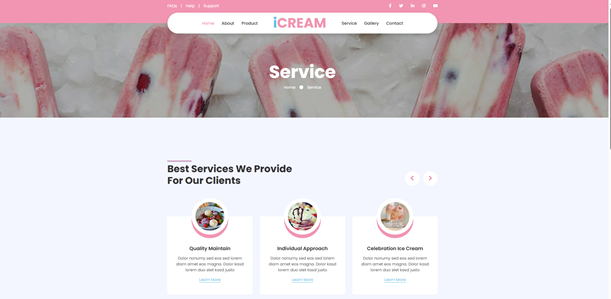 FAQs | Help | Support
Home About Product iCREAM Service Gallery Contact
Service
Home Service
Best Services We Provide
For Our Clients
Quality Maintain
Dolor nonumy sed eos sed lorem
diam amet eos magna. Dolor kasd
lorem duo stet kasd justo
Learn More
Individual Approach
Dolor nonumy sed eos sed lorem
diam amet eos magna. Dolor kasd
lorem duo stet kasd justo
Learn More
Celebration Ice Cream
Dolor nonumy sed eos sed lorem
diam amet eos magna. Dolor kasd
lorem duo stet kasd justo
Learn More